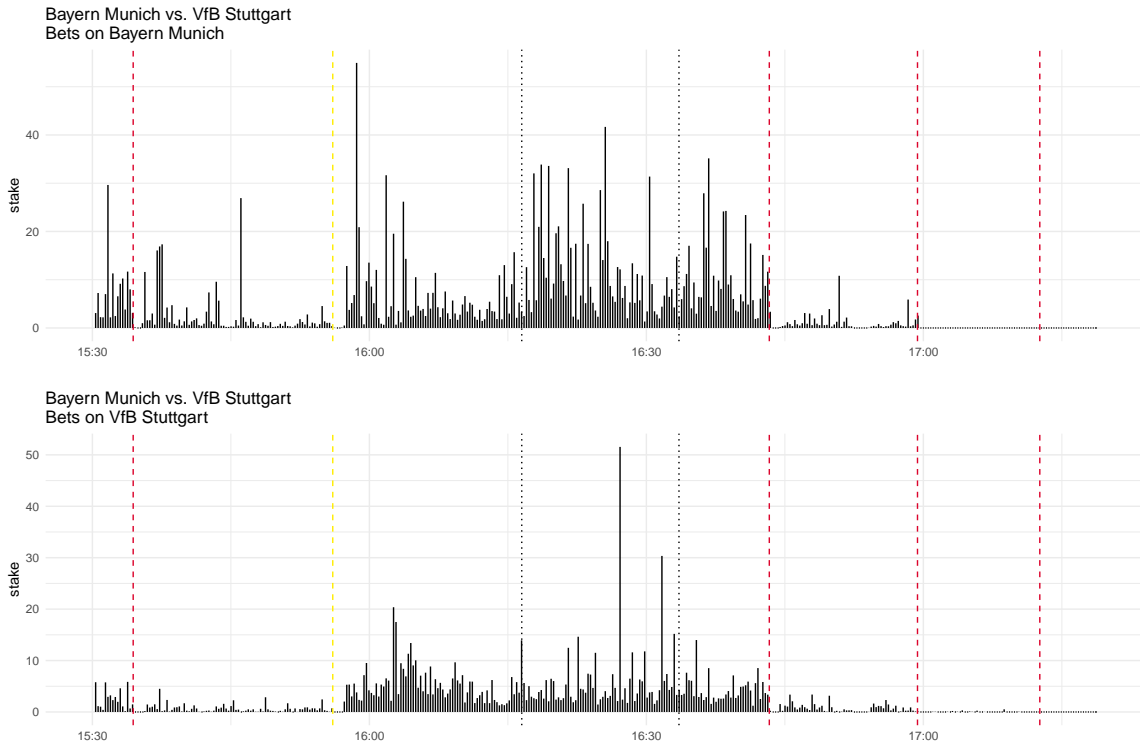 Bayern Munich vs. VfB Stuttgart
Bets on Bayern Munich
stake
40
20
0
15:30
16:00
16:30
17:00
Bayern Munich vs. VfB Stuttgart
Bets on VfB Stuttgart
stake
50
40
30
20
10
0
15:30
16:00
16:30
17:00